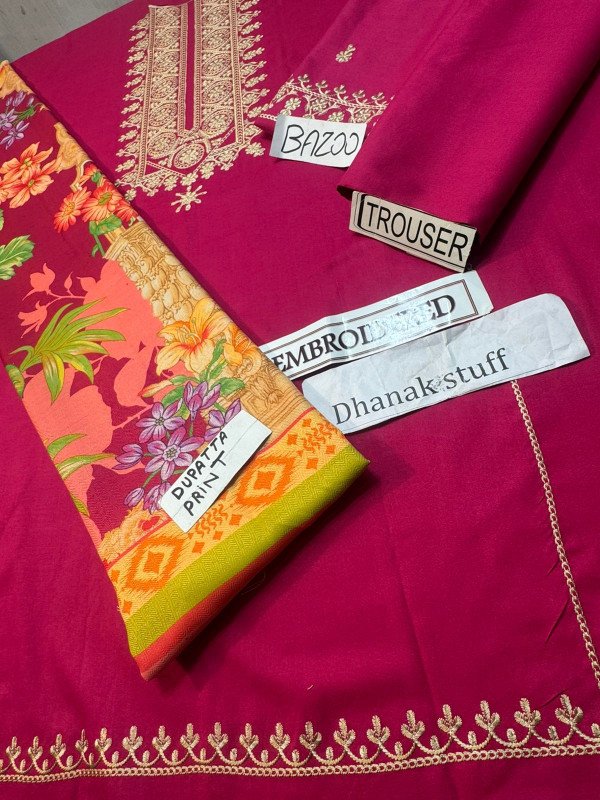 BAZOO
TROUSER
EMBROIDERED
Dhanak stuff
DUPATTA
PRINT